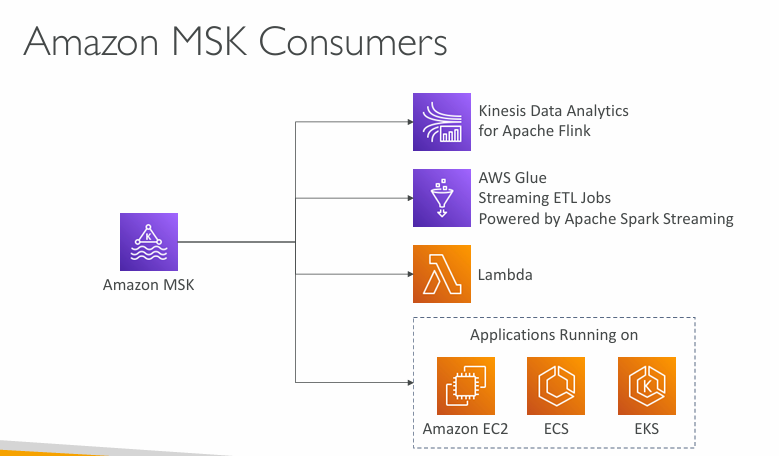 Amazon MSK Consumers
Kinesis Data Analytics
for Apache Flink
AWS Glue
Streaming ETL Jobs
Powered by Apache Spark Streaming
K
Amazon MSK
Lambda
Applications Running on
K
Amazon EC2
ECS
EKS